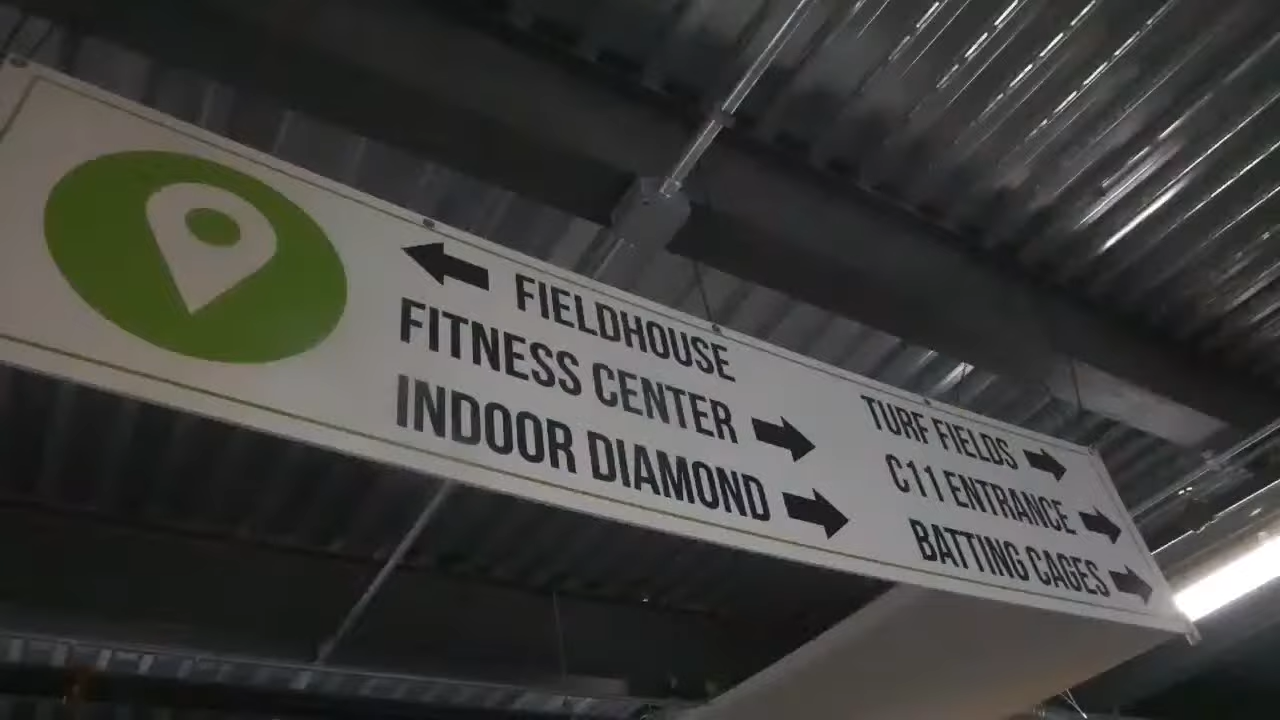 FIELDHOUSE
FITNESS CENTER
INDOOR DIAMOND
TURF FIELDS
C11 ENTRANCE
BATTING CAGES